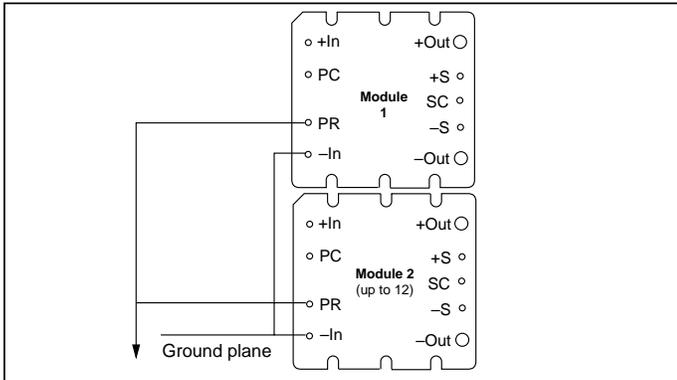 +In
+Out
PC
+S
Module
1
SC
PR
–S
–In
–Out
+In
+Out
PC
+S
Module 2
(up to 12)
SC
PR
–S
–In
–Out
Ground plane